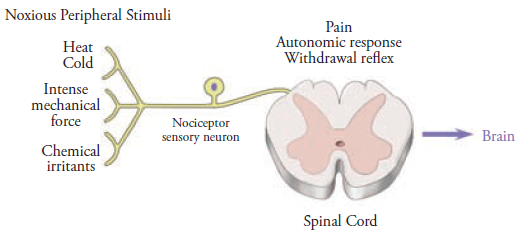 Noxious Peripheral Stimuli
Heat
Cold
Intense
mechanical
force
Chemical
irritants
Nociceptor
sensory neuron
Pain
Autonomic response
Withdrawal reflex
Brain
Spinal Cord